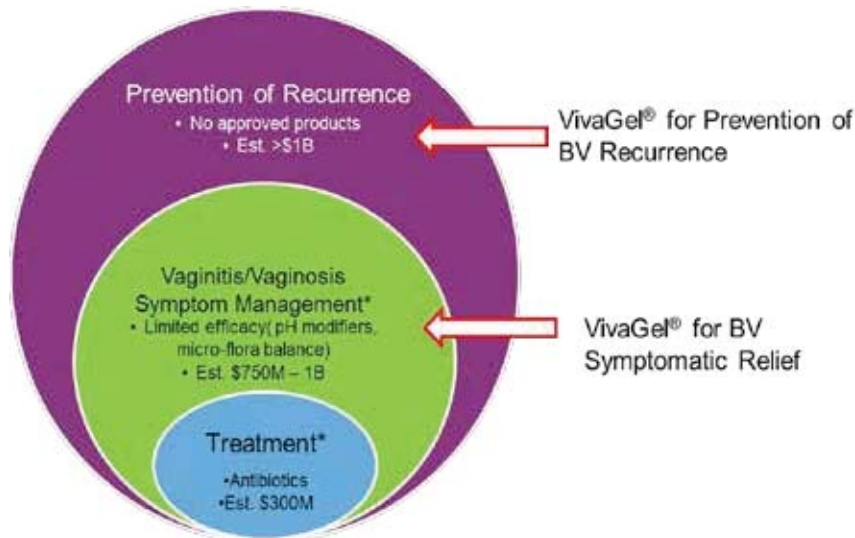 Prevention of Recurrence
• No approved products
• Est. >$1B
VivaGel® for Prevention of
BV Recurrence
Vaginitis/Vaginosis
Symptom Management*
• Limited efficacy( pH modifiers,
micro-flora balance)
• Est. $750M – 1B
VivaGel® for BV
Symptomatic Relief
Treatment*
•Antibiotics
•Est. $300M